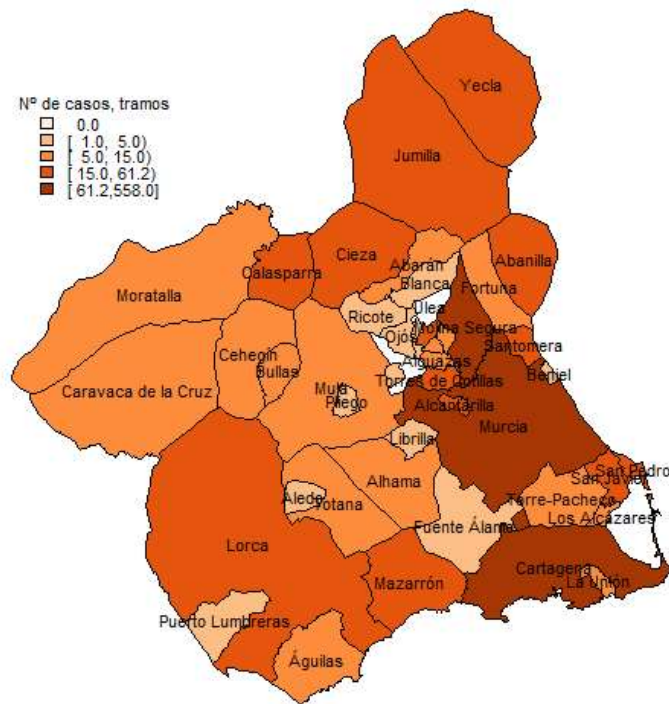 Nº de casos, tramos
0.0
[ 1.0, 5.0)
[ 5.0, 15.0)
[ 15.0, 61.2)
[ 61.2,558.0]
Yecla
Jumilla
Cieza
Calasparra
Abarán
Abanilla
Moratalla
Blanca
Fortuna
Ulea
Ricote
Molina Segura
Ojós
Santomera
Cehegín
Alguazas
Bullas
Beniel
Caravaca de la Cruz
Mula
Torres de Cotillas
Pliego
Alcantarilla
Murcia
Librilla
San Pedro
San Javier
Alhama
Aledo
Totana
Torre-Pacheco
Los Alcázares
Fuente Álamo
Lorca
Cartagena
La Unión
Mazarrón
Puerto Lumbreras
Águilas